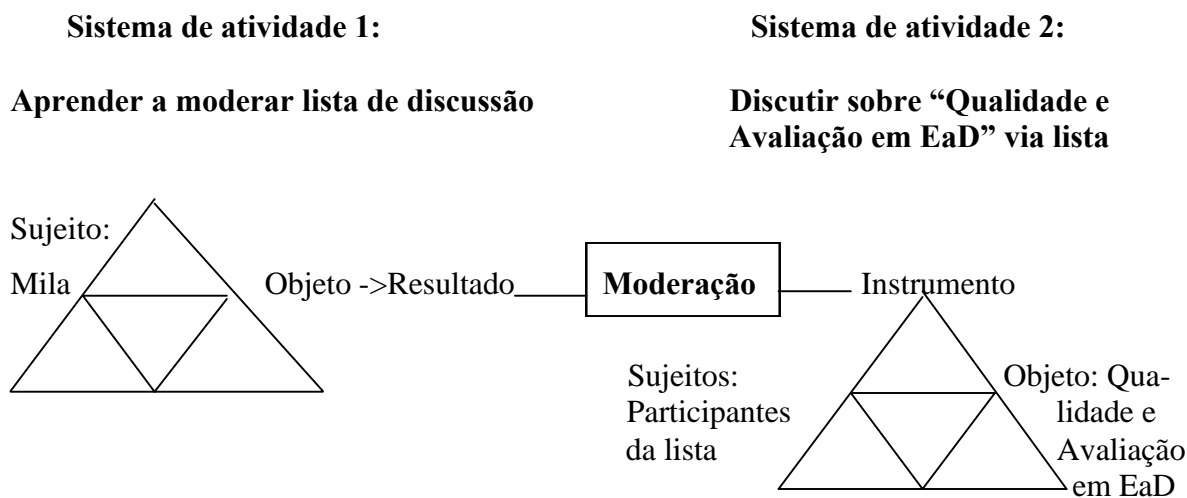 Sistema de atividade 1:
Aprender a moderar lista de discussão
Sistema de atividade 2:
Discutir sobre “Qualidade e
Avaliação em EaD” via lista
Sujeito:
Mila
Objeto ->Resultado
Moderação
Instrumento
Sujeitos:
Participantes
da lista
Objeto: Qua-
lidade e
Avaliação
em EaD